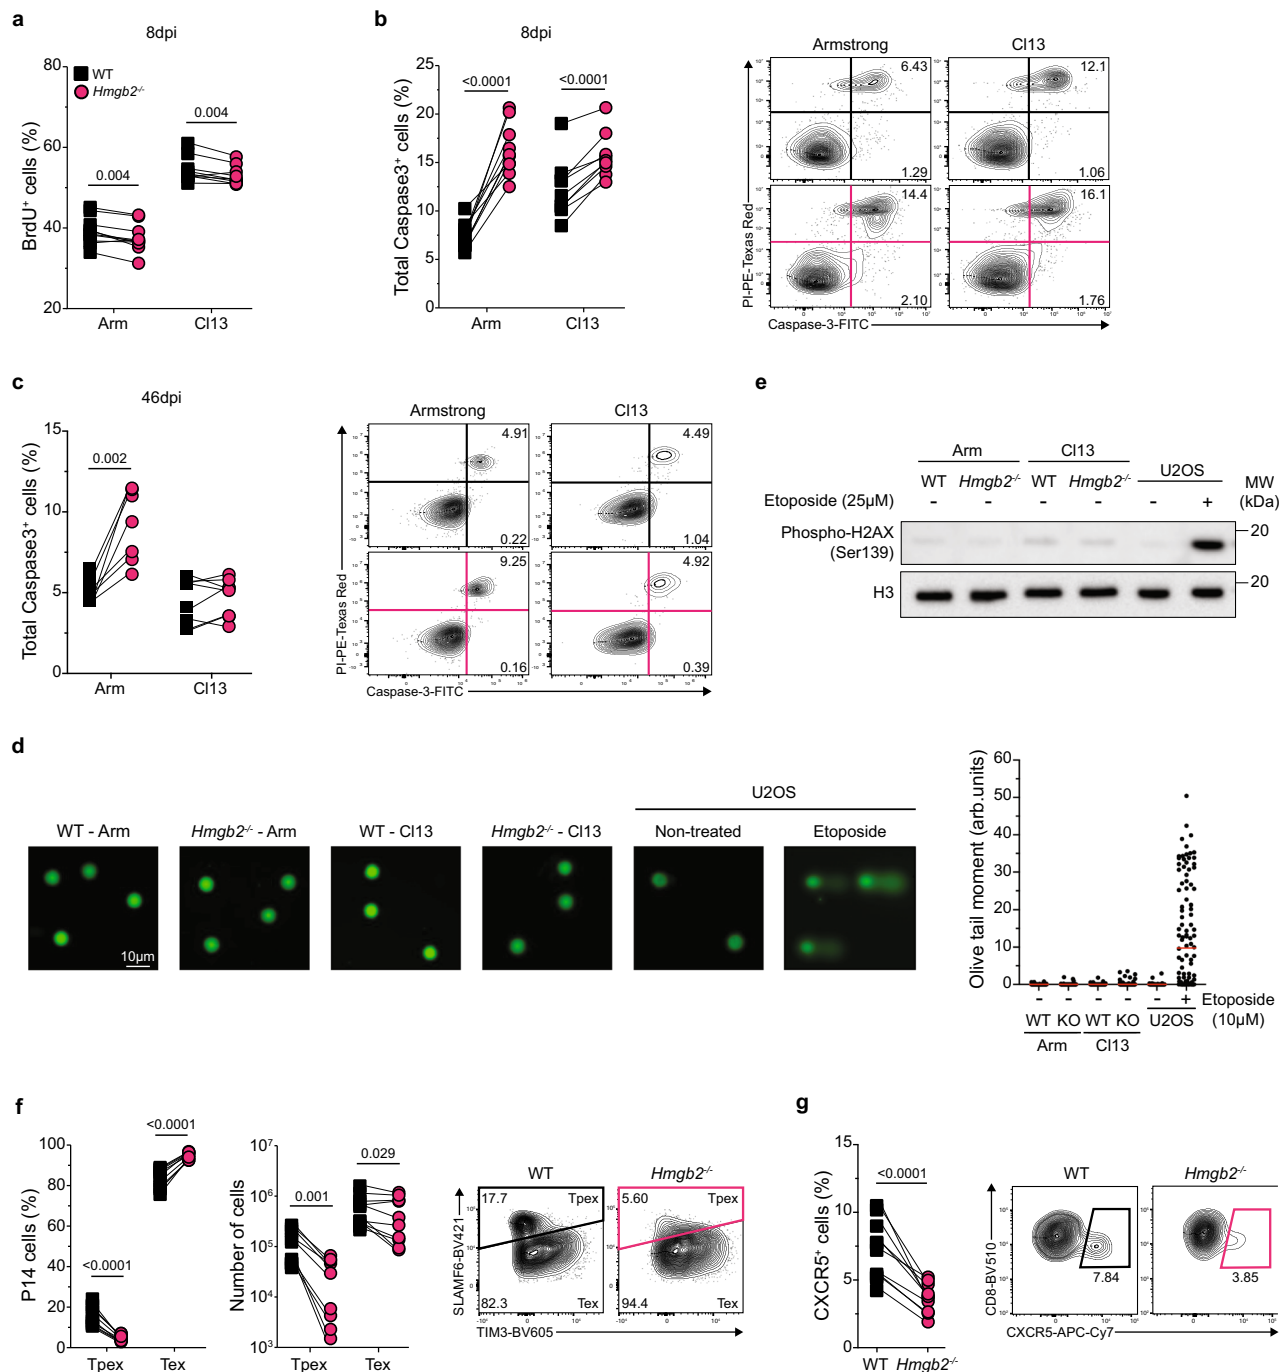 a
8dpi
BrdU⁺ cells (%)
80
60
40
20
WT
Hmgb2⁻/⁻
0.004
0.004
Arm
Cl13
b
8dpi
Total Caspase3⁺ cells (%)
25
20
15
10
5
0
<0.0001
<0.0001
Arm
Cl13
Armstrong
Cl13
6.43
12.1
1.29
1.06
14.4
16.1
2.10
1.76
PI-PE-Texas Red
Caspase-3-FITC
c
46dpi
Total Caspase3⁺ cells (%)
15
10
5
0
0.002
Arm
Cl13
Armstrong
Cl13
4.91
4.49
0.22
1.04
9.25
4.92
0.16
0.39
PI-PE-Texas Red
Caspase-3-FITC
e
Arm
Cl13
U2OS
MW
(kDa)
WT
Hmgb2⁻/⁻
WT
Hmgb2⁻/⁻
Etoposide (25μM)
- - - - - +
Phospho-H2AX
(Ser139)
20
H3
20
d
U2OS
WT - Arm
Hmgb2⁻/⁻ - Arm
WT - Cl13
Hmgb2⁻/⁻ - Cl13
Non-treated
Etoposide
10μm
Olive tail moment (arb.units)
60
50
40
30
20
10
0
- - - - - +
Etoposide
(10μM)
WT KO WT KO
U2OS
Arm
Cl13
f
P14 cells (%)
100
80
60
40
20
0
<0.0001
<0.0001
Tpex
Tex
Number of cells
10⁷
10⁶
10⁵
10⁴
10³
0.001
0.029
Tpex
Tex
WT
Hmgb2⁻/⁻
17.7
Tpex
5.60
Tpex
82.3
Tex
94.4
Tex
SLAMF6-BV421
TIM3-BV605
g
CXCR5⁺ cells (%)
15
10
5
0
<0.0001
WT
Hmgb2⁻/⁻
WT
Hmgb2⁻/⁻
7.84
3.85
CD8-BV510
CXCR5-APC-Cy7